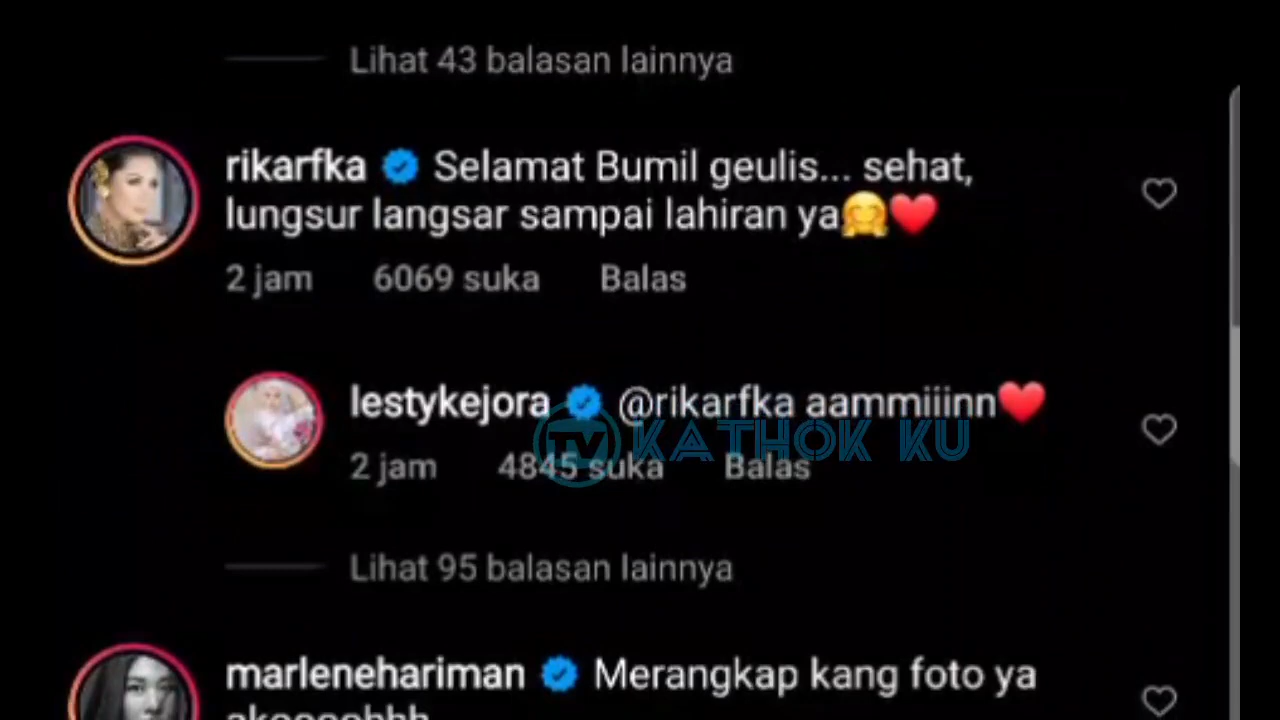 Lihat 43 balasan lainnya
rikarfka Selamat Bumil geulis... sehat,
lungsur langsar sampai lahiran ya🤗❤️
2 jam 6069 suka Balas
lestykejora @rikarfka aammiiinn❤️
TV KATHOK KU
2 jam 4845 suka Balas
Lihat 95 balasan lainnya
marlenehariman Merangkap kang foto ya